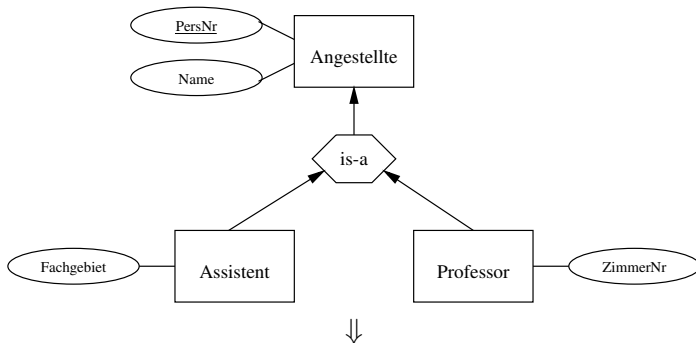 PersNr
Angestellte
Name
is-a
Fachgebiet
Assistent
Professor
ZimmerNr
⇓